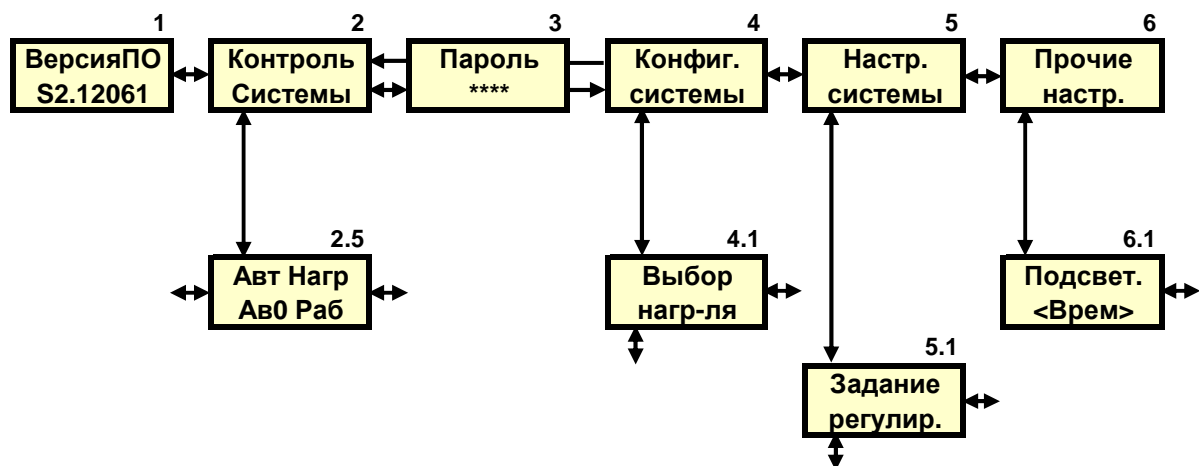 1
ВерсияПО
S2.12061
2
Контроль
Системы
3
Пароль
****
4
Конфиг.
системы
5
Настр.
системы
6
Прочие
настр.
2.5
Авт Нагр
Ав0 Раб
4.1
Выбор
нагр-ля
6.1
Подсвет.
<Врем>
5.1
Задание
регулир.